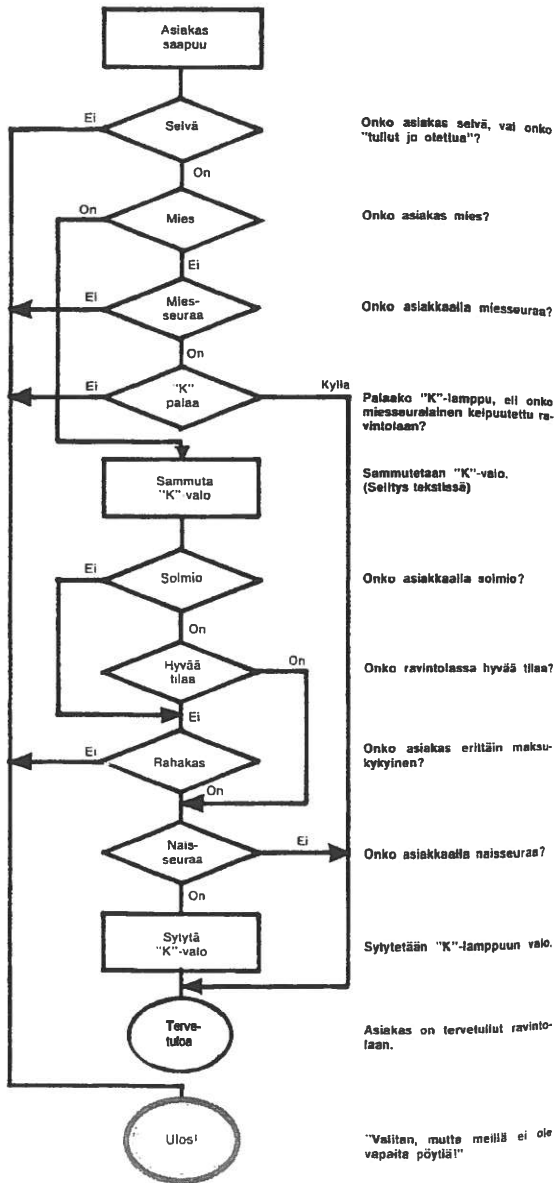 Asiakas
saapuu
Ei
Selvä
Onko asiakas selvä, vai onko
"tullut jo otettua"?
On
On
Mies
Onko asiakas mies?
Ei
Ei
Mies-
seuraa
Onko asiakkaalla miesseuraa?
On
Ei
"K"
palaa
Kylla
Palaako "K"-lamppu, eli onko
miesseuralainen kelpuutettu ra-
vintolaan?
Sammuta
"K"-valo
Sammutetaan "K"-valo.
(Selitys tekstissä)
Ei
Solmio
Onko asiakkaalla solmio?
On
Hyvää
tilaa
On
Onko ravintolassa hyvää tilaa?
Ei
Ei
Rahakas
Onko asiakas erittäin maksu-
kykyinen?
On
Nais-
seuraa
Ei
Onko asiakkaalla naisseuraa?
On
Sytytä
"K"-valo
Sytytetään "K"-lamppuun valo.
Terve-
tuloa
Asiakas on tervetullut ravinto-
laan.
Ulos!
"Valitan, mutta meillä ei ole
vapaita pöytiä!"